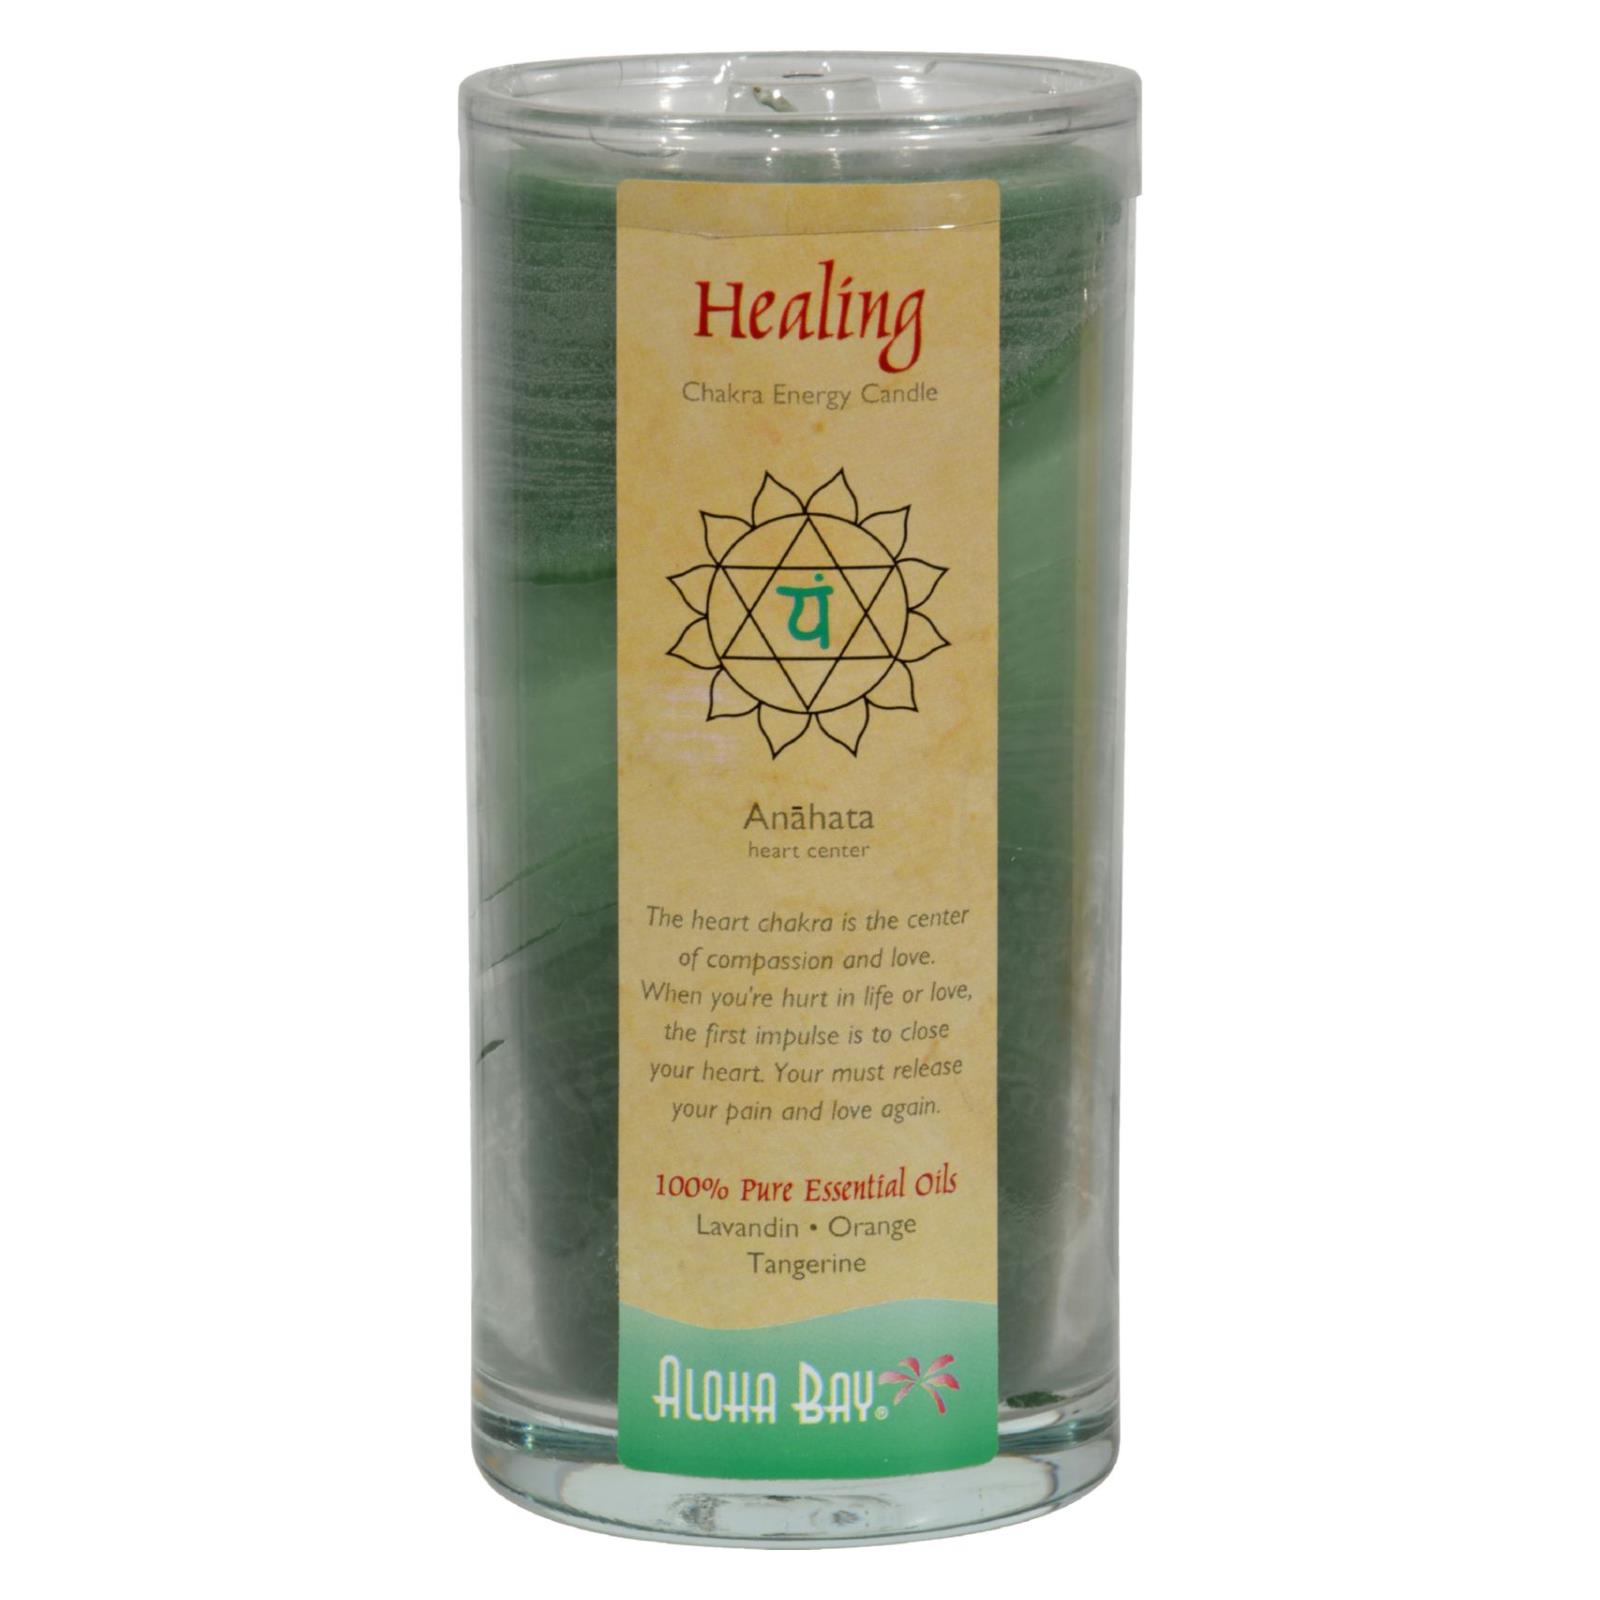 Healing
Chakra Energy Candle
यं
Anāhata
heart center
The heart chakra is the center
of compassion and love.
When you're hurt in life or love,
the first impulse is to close
your heart. Your must release
your pain and love again.
100% Pure Essential Oils
Lavandin • Orange
Tangerine
ALOHA BAY®